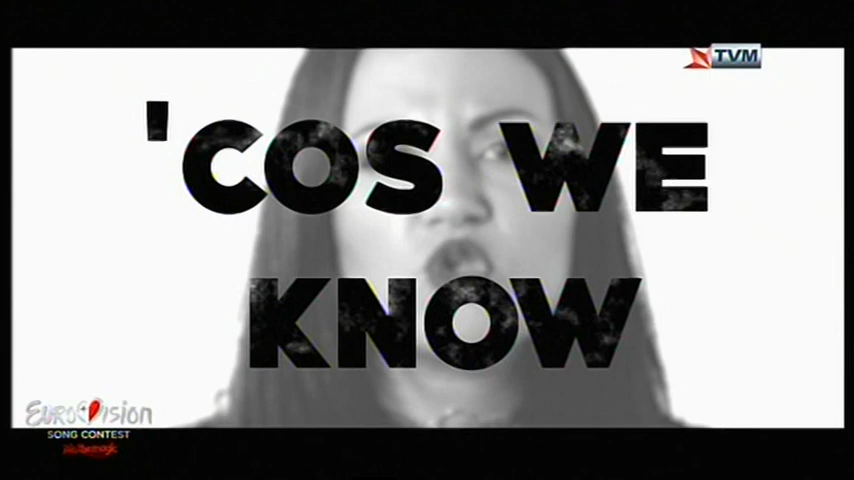 TVM
'COS WE
KNOW
EUROVISION
SONG CONTEST